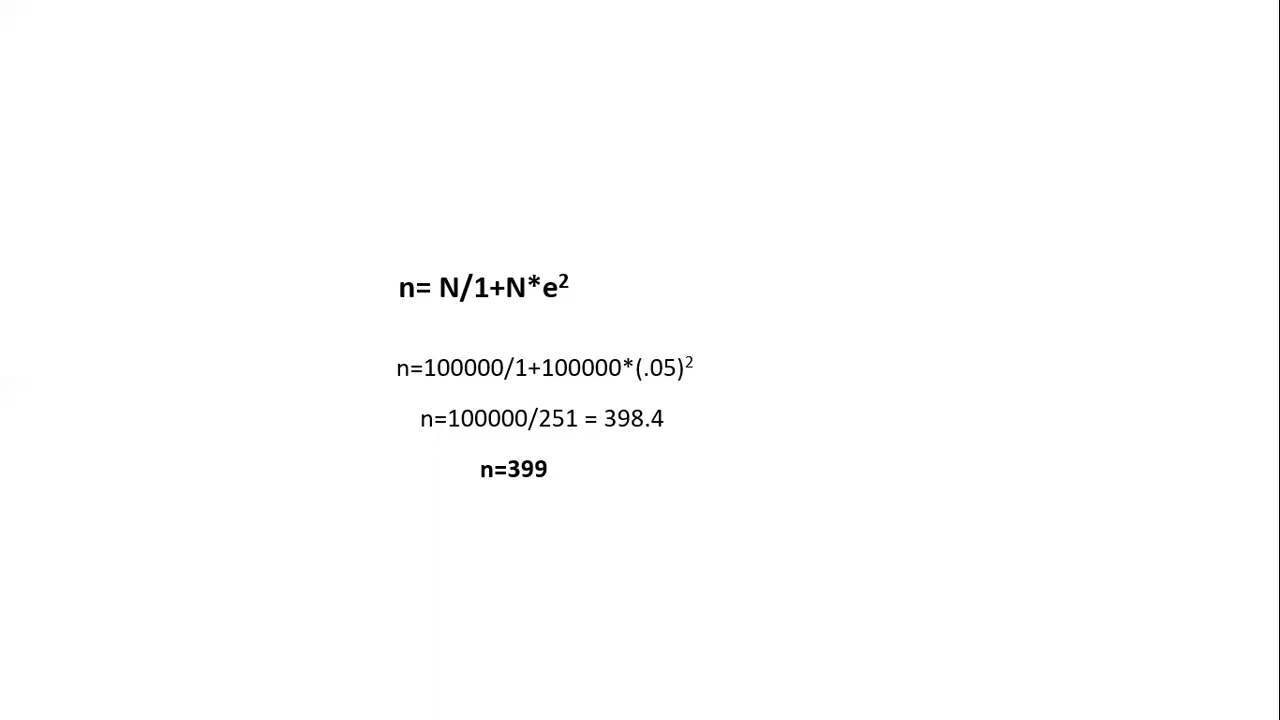 n= N/1+N*e²
n=100000/1+100000*(.05)²
n=100000/251 = 398.4
n=399